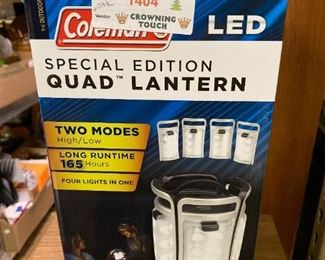 1404
Vendor: CROWNING
TOUCH
Coleman
LED
SPECIAL EDITION
QUAD™ LANTERN
TWO MODES
High/Low
LONG RUNTIME
165 Hours
FOUR LIGHTS IN ONE